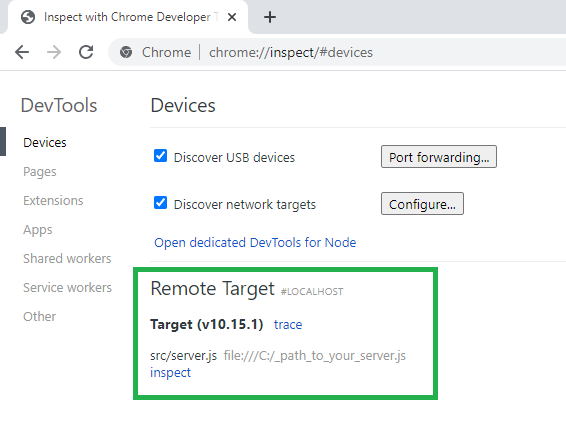 Inspect with Chrome Developer T
Chrome | chrome://inspect/#devices
DevTools
Devices
Pages
Extensions
Apps
Shared workers
Service workers
Other
Devices
Discover USB devices Port forwarding...
Discover network targets Configure...
Open dedicated DevTools for Node
Remote Target #LOCALHOST
Target (v10.15.1) trace
src/server.js file:///C:/_path_to_your_server.js
inspect